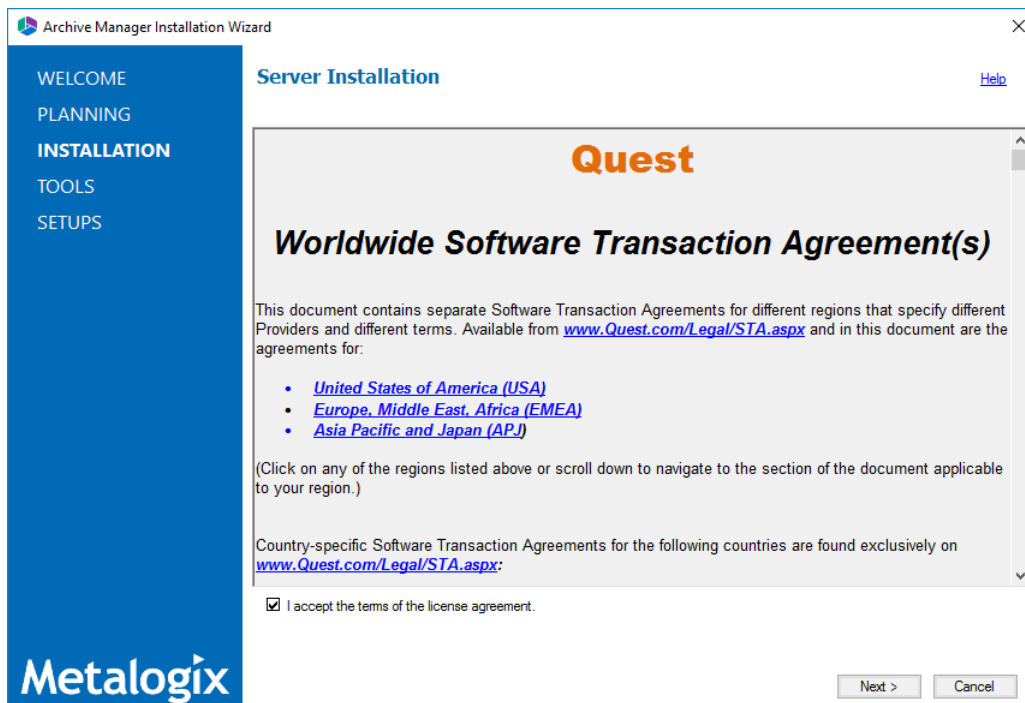 Archive Manager Installation Wizard
WELCOME
PLANNING
INSTALLATION
TOOLS
SETUPS
Server Installation
Help
Quest
Worldwide Software Transaction Agreement(s)
This document contains separate Software Transaction Agreements for different regions that specify different
Providers and different terms. Available from www.Quest.com/Legal/STA.aspx and in this document are the
agreements for:
• United States of America (USA)
• Europe, Middle East, Africa (EMEA)
• Asia Pacific and Japan (APJ)
(Click on any of the regions listed above or scroll down to navigate to the section of the document applicable
to your region.)
Country-specific Software Transaction Agreements for the following countries are found exclusively on
www.Quest.com/Legal/STA.aspx:
I accept the terms of the license agreement.
Metalogix
Next >
Cancel